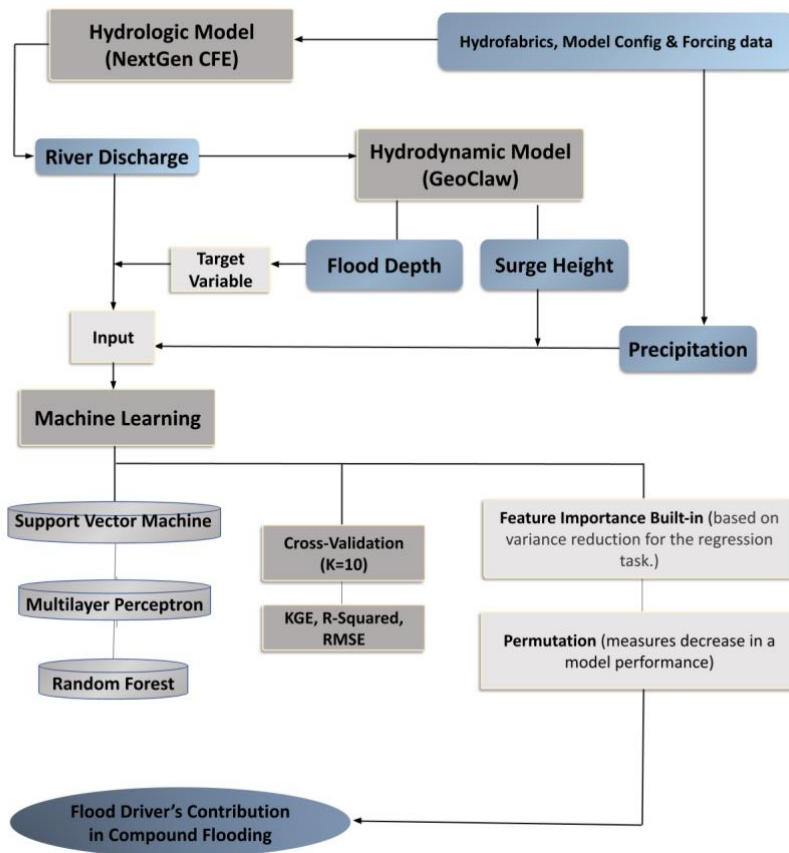 Hydrologic Model
(NextGen CFE)
Hydrofabrics, Model Config & Forcing data
River Discharge
Hydrodynamic Model
(GeoClaw)
Target
Variable
Flood Depth
Surge Height
Input
Precipitation
Machine Learning
Support Vector Machine
Multilayer Perceptron
Random Forest
Cross-Validation
(K=10)
KGE, R-Squared,
RMSE
Feature Importance Built-in (based on
variance reduction for the regression
task.)
Permutation (measures decrease in a
model performance)
Flood Driver's Contribution
in Compound Flooding